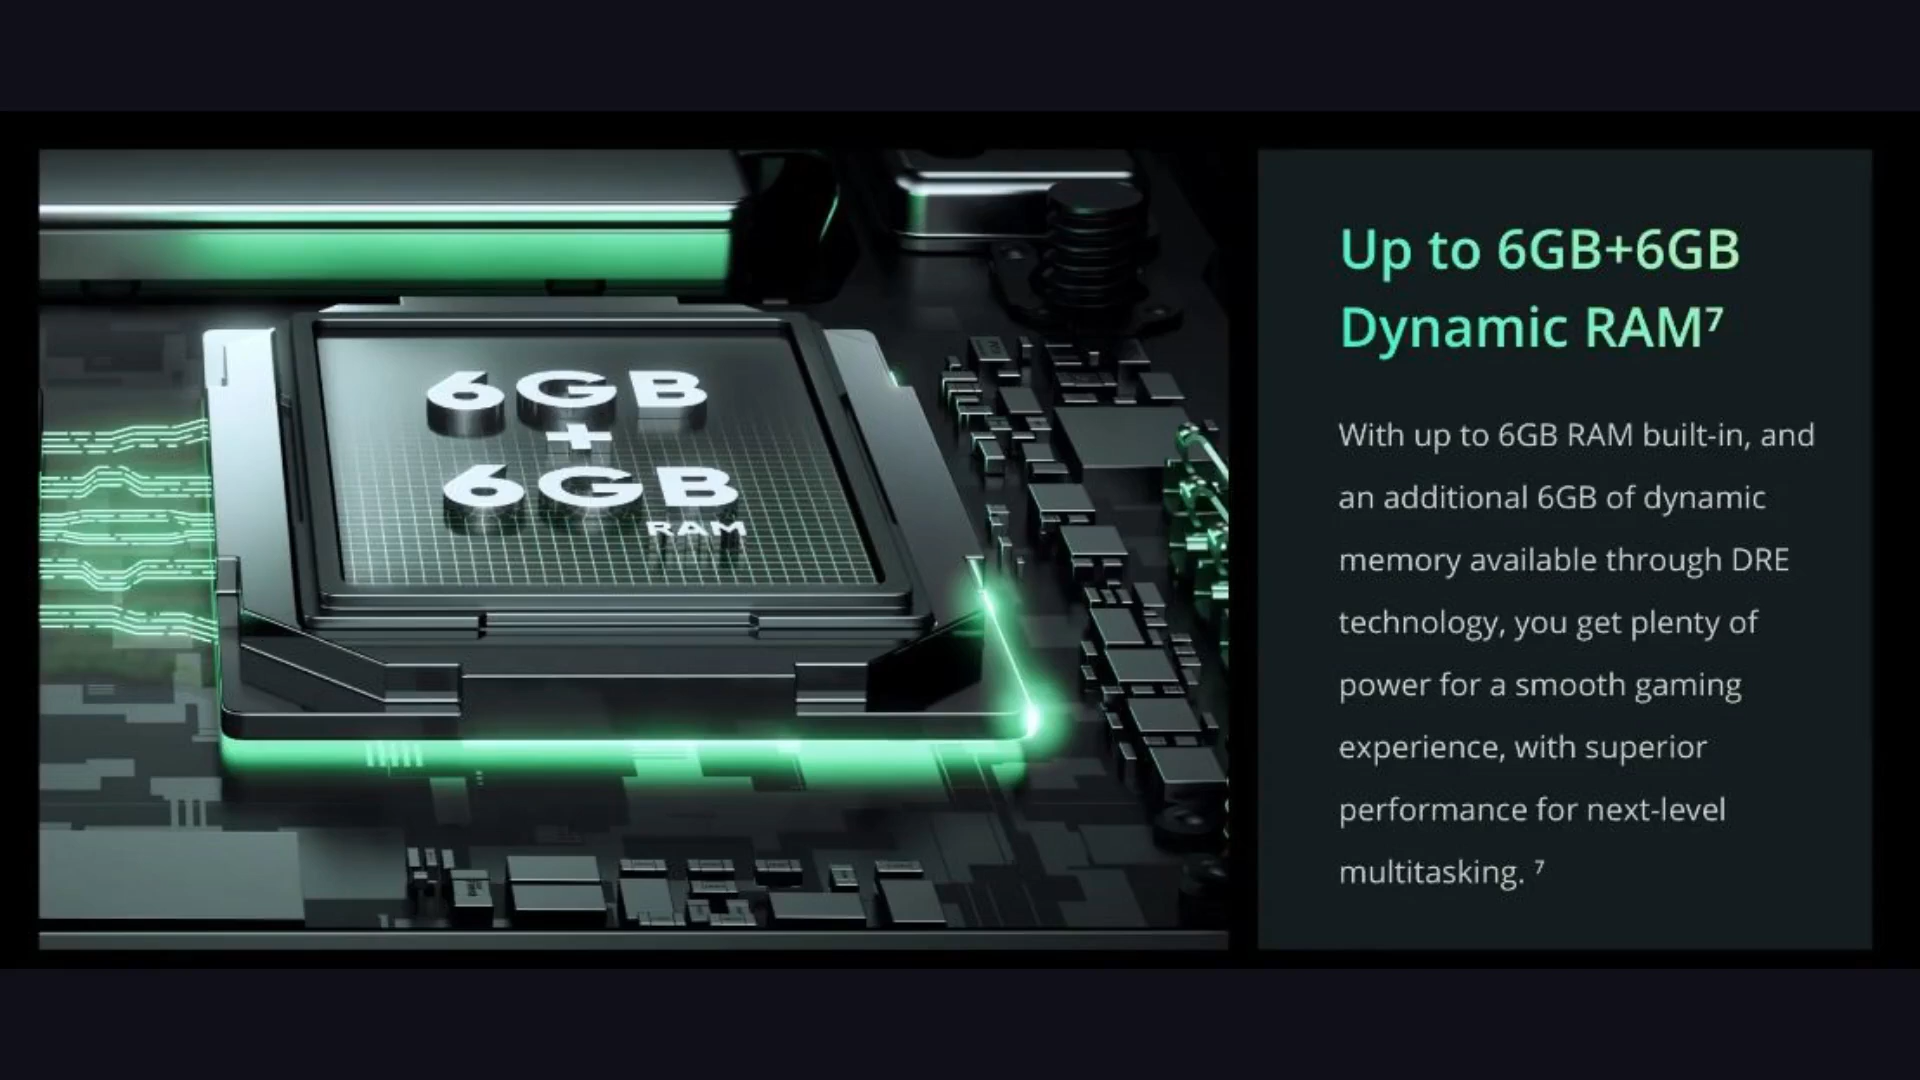 6GB
+
6GB
RAM
Up to 6GB+6GB
Dynamic RAM⁷
With up to 6GB RAM built-in, and
an additional 6GB of dynamic
memory available through DRE
technology, you get plenty of
power for a smooth gaming
experience, with superior
performance for next-level
multitasking. ⁷